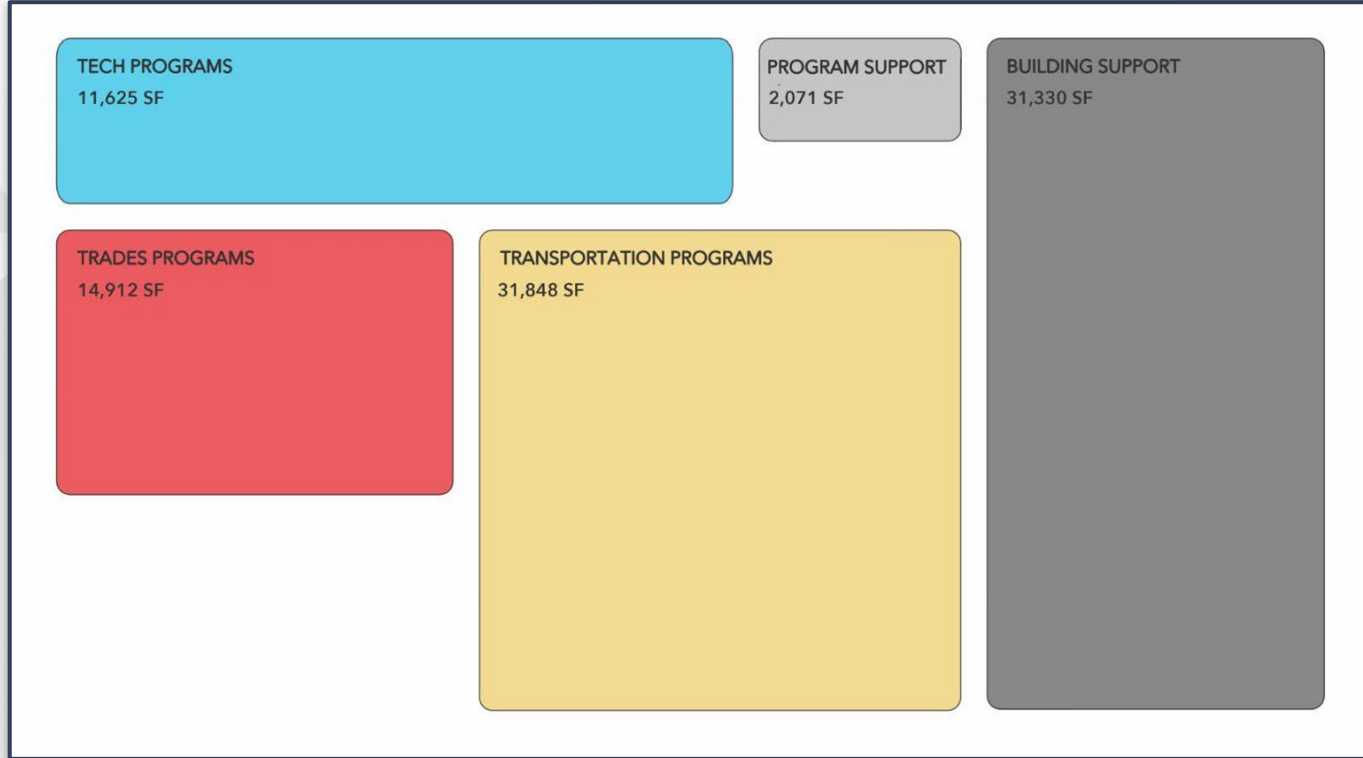 TECH PROGRAMS
11,625 SF
PROGRAM SUPPORT
2,071 SF
BUILDING SUPPORT
31,330 SF
TRADES PROGRAMS
14,912 SF
TRANSPORTATION PROGRAMS
31,848 SF